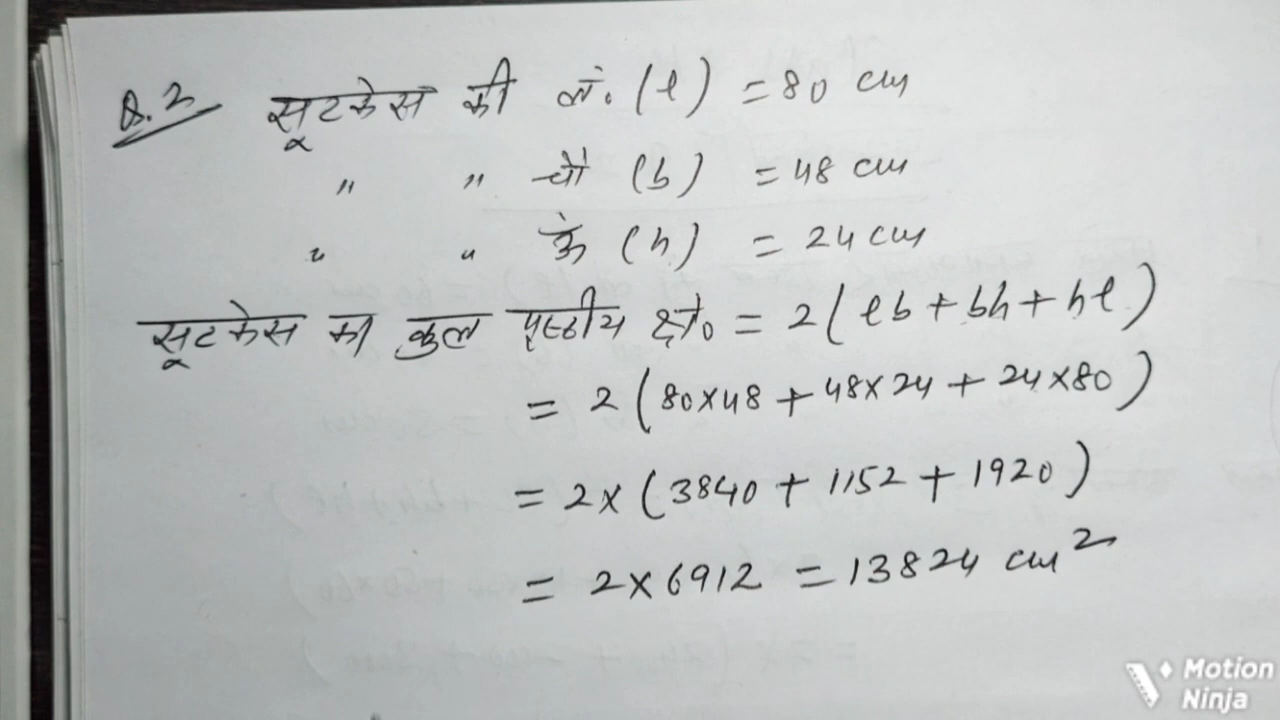 Q.2 सूटकेस की लं. (l) = 80 cm
" " चौ (b) = 48 cm
" " ऊँ (h) = 24 cm
सूटकेस का कुल पृष्ठीय क्षे० = 2(lb + bh + hl)
= 2(80×48 + 48×24 + 24×80)
= 2×(3840 + 1152 + 1920)
= 2×6912 = 13824 cm²
Motion
Ninja